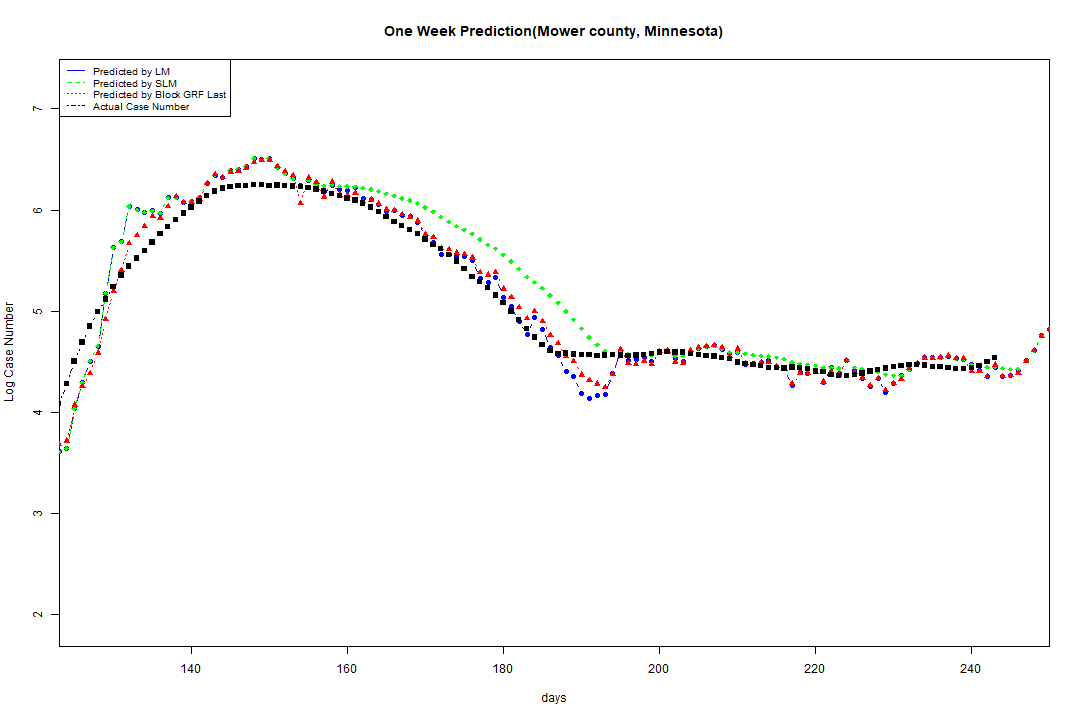 One Week Prediction(Mower county, Minnesota)
Predicted by LM
Predicted by SLM
Predicted by Block GRF Last
Actual Case Number
7
6
5
4
3
2
Log Case Number
140 160 180 200 220 240
days